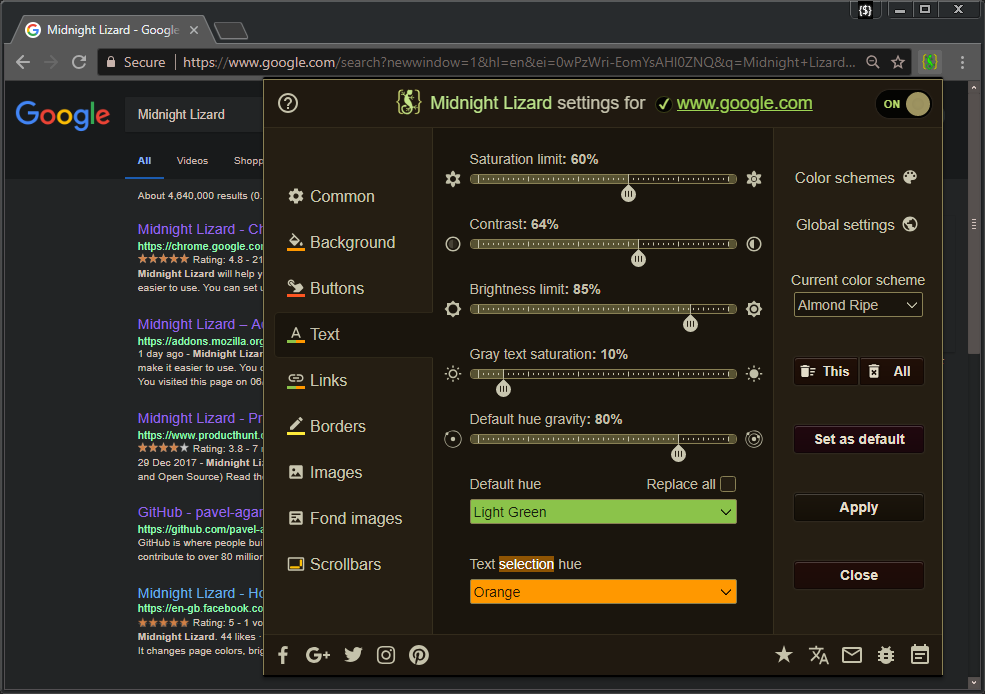 Midnight Lizard - Google
Secure
https://www.google.com/search?newwindow=1&hl=en&ei=0wPzWri-EomYsAHI0ZNQ&q=Midnight+Lizard...
Google
Midnight Lizard
All
Videos
Shopp
About 4,640,000 results (0.
Midnight Lizard - Ch
https://chrome.google.com
Rating: 4.8 - 21
Midnight Lizard will help y
easier to use. You can set u
Midnight Lizard – Ad
https://addons.mozilla.org
1 day ago - Midnight Lizar
make it easier to use. You c
You visited this page on 06/
Midnight Lizard - Pr
https://www.producthunt.c
Rating: 3.8 - 7 r
29 Dec 2017 - Midnight Li
and Open Source) Read the
GitHub - pavel-agar
https://github.com/pavel-a
GitHub is where people bui
contribute to over 80 million
Midnight Lizard - Ho
https://en-gb.facebook.co
Rating: 5 - 1 vo
Midnight Lizard. 44 likes ·
It changes page colors, brig
Midnight Lizard settings for www.google.com
ON
Common
Background
Buttons
Text
Links
Borders
Images
Fond images
Scrollbars
Saturation limit: 60%
Contrast: 64%
Brightness limit: 85%
Gray text saturation: 10%
Default hue gravity: 80%
Default hue
Replace all
Light Green
Text selection hue
Orange
Color schemes
Global settings
Current color scheme
Almond Ripe
This
All
Set as default
Apply
Close